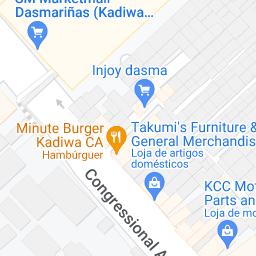 SM Marketmall
Dasmariñas (Kadiwa...
Injoy dasma
Minute Burger
Kadiwa CA
Hambúrguer
Takumi's Furniture &
General Merchandis
Loja de artigos
domésticos
Congressional A
KCC Mot
Parts an
Loja de mo